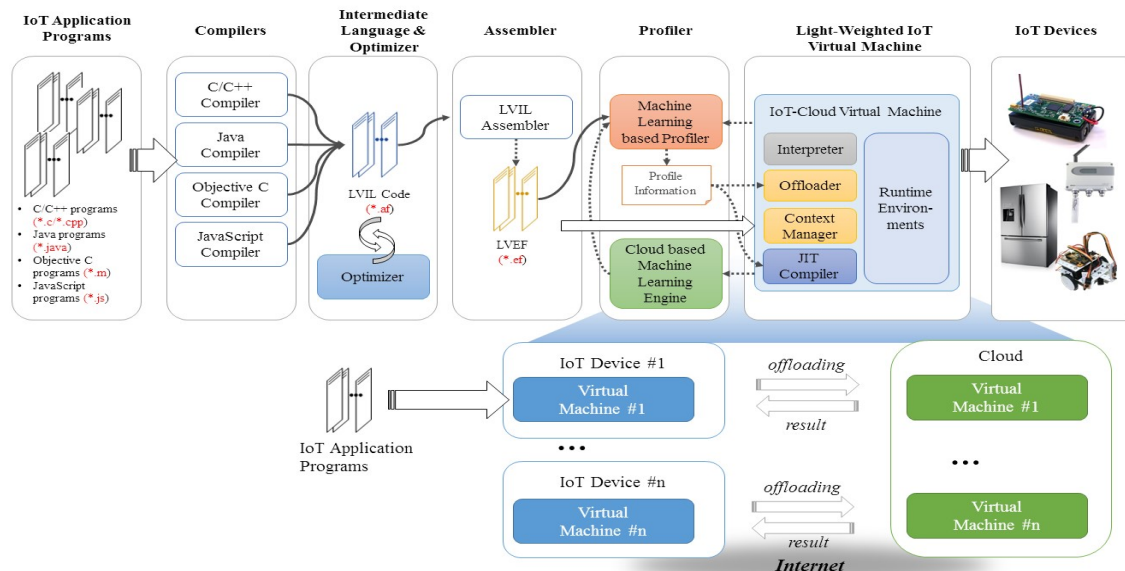 IoT Application
Programs
Compilers
Intermediate
Language &
Optimizer
Assembler
Profiler
Light-Weighted IoT
Virtual Machine
IoT Devices
C/C++ programs
(*.c/*.cpp)
Java programs
(*.java)
Objective C
programs (*.m)
JavaScript
programs (*.js)
C/C++
Compiler
Java
Compiler
Objective C
Compiler
JavaScript
Compiler
LVIL Code
(*.af)
Optimizer
LVIL
Assembler
LVEF
(*.ef)
Machine
Learning
based Profiler
Profile
Information
Cloud based
Machine
Learning
Engine
IoT-Cloud Virtual Machine
Interpreter
Offloader
Context
Manager
JIT
Compiler
Runtime
Environ-
ments
IoT Application
Programs
IoT Device #1
Virtual
Machine #1
...
IoT Device #n
Virtual
Machine #n
offloading
result
offloading
result
Internet
Cloud
Virtual
Machine #1
...
Virtual
Machine #n